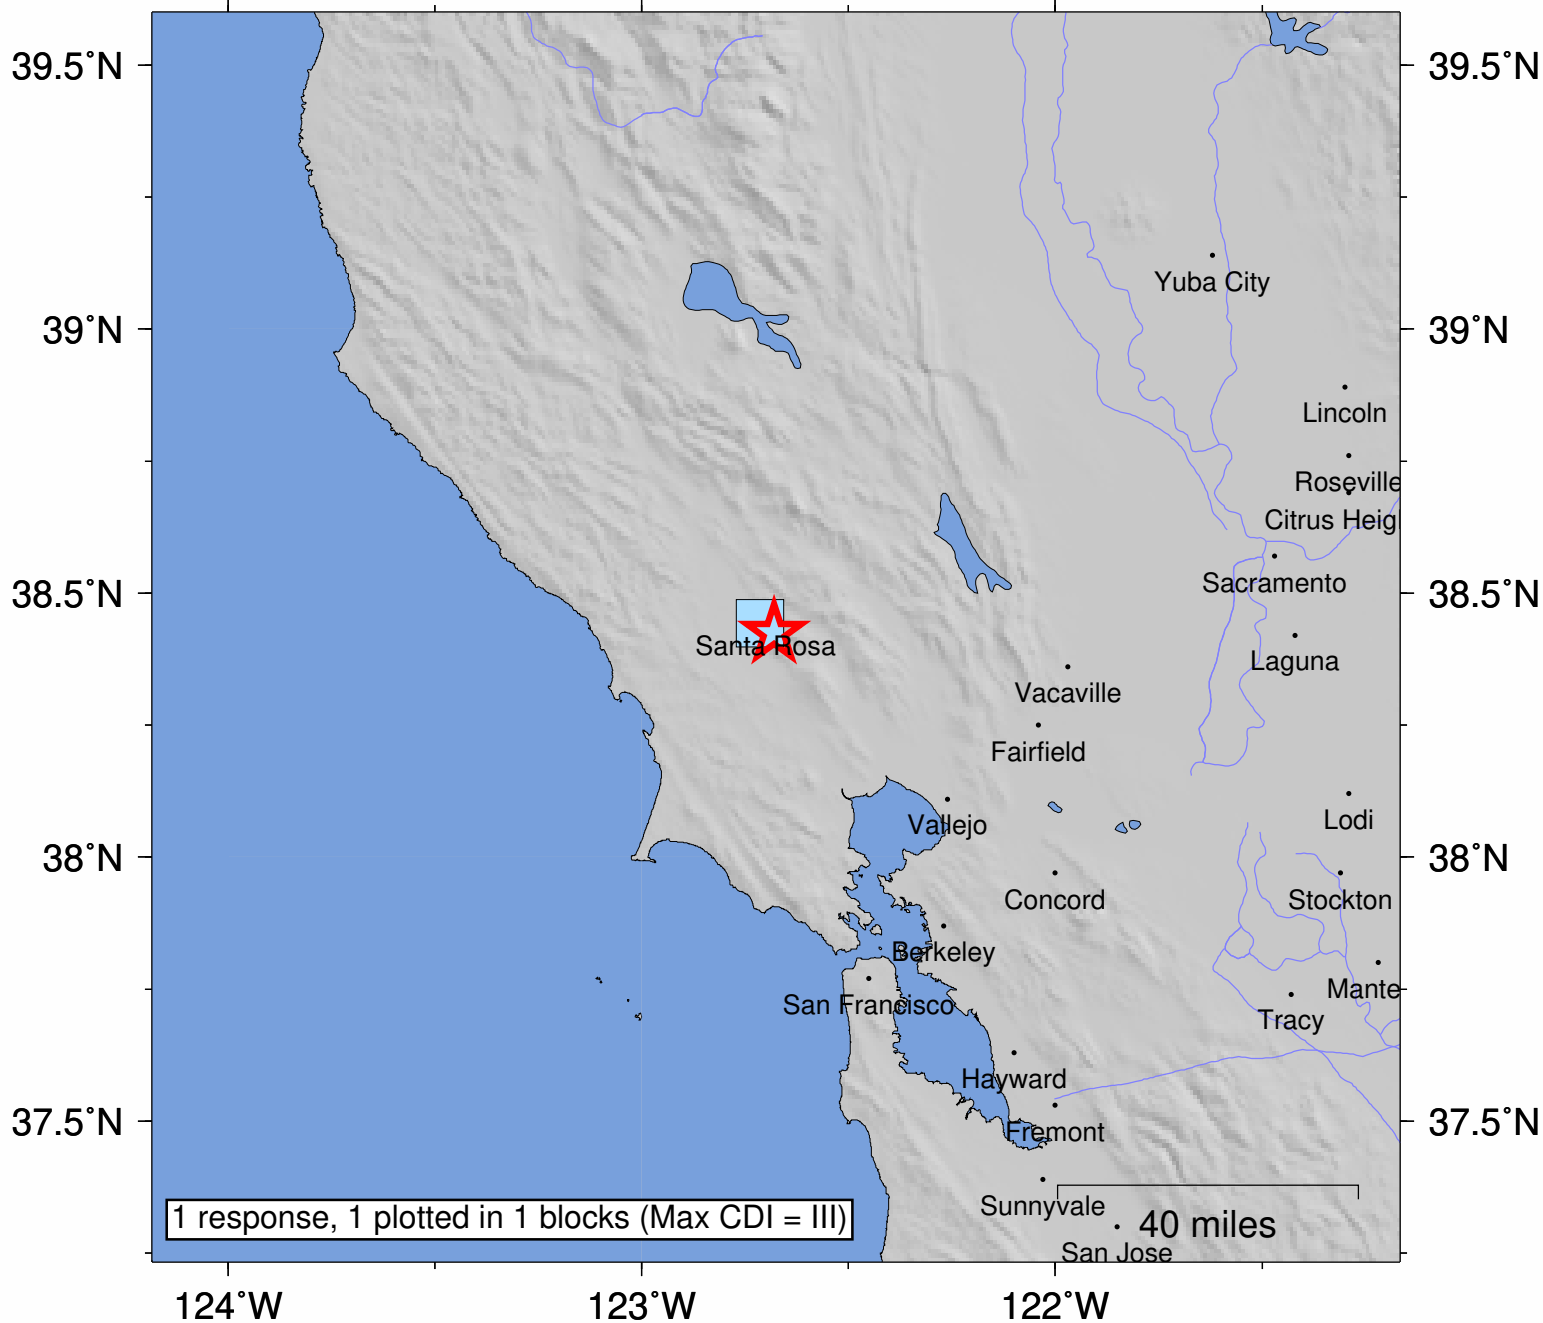 39.5°N
39.5°N
Yuba City
39°N
39°N
Lincoln
Roseville
Citrus Heig
Sacramento
38.5°N
38.5°N
Santa Rosa
Laguna
Vacaville
Fairfield
Vallejo
Lodi
38°N
38°N
Concord
Stockton
Berkeley
San Francisco
Mante
Tracy
Hayward
37.5°N
37.5°N
Fremont
Sunnyvale
1 response, 1 plotted in 1 blocks (Max CDI = III)
40 miles
San Jose
124°W
123°W
122°W